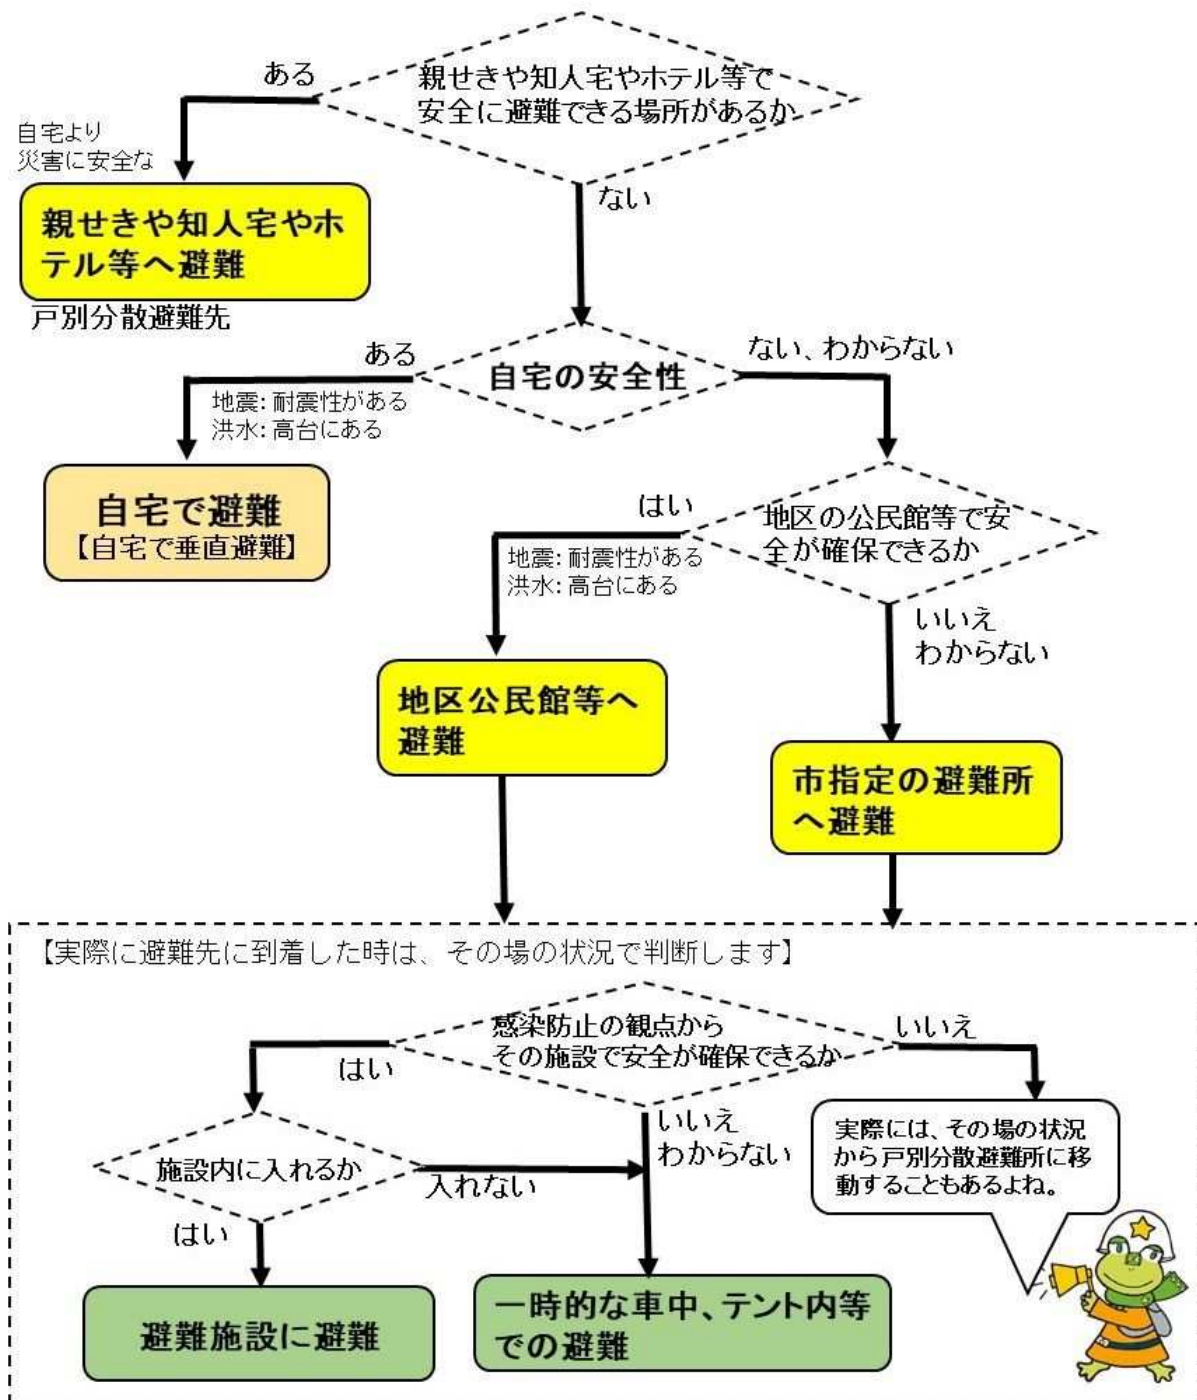 親せきや知人宅やホテル等で
安全に避難できる場所があるか
ある
自宅より
災害に安全な
ない
親せきや知人宅やホ
テル等へ避難
戸別分散避難先
自宅の安全性
ある
ない、わからない
地震：耐震性がある
洪水：高台にある
自宅で避難
【自宅で垂直避難】
地区の公民館等で安
全が確保できるか
はい
地震：耐震性がある
洪水：高台にある
いいえ
わからない
地区公民館等へ
避難
市指定の避難所
へ避難
【実際に避難先に到着した時は、その場の状況で判断します】
感染防止の観点から
その施設で安全が確保できるか
はい
いいえ
いいえ
わからない
実際には、その場の状況
から戸別分散避難所に移
動することもあるよね。
施設内に入れるか
入れない
はい
避難施設に避難
一時的な車中、テント内等
での避難